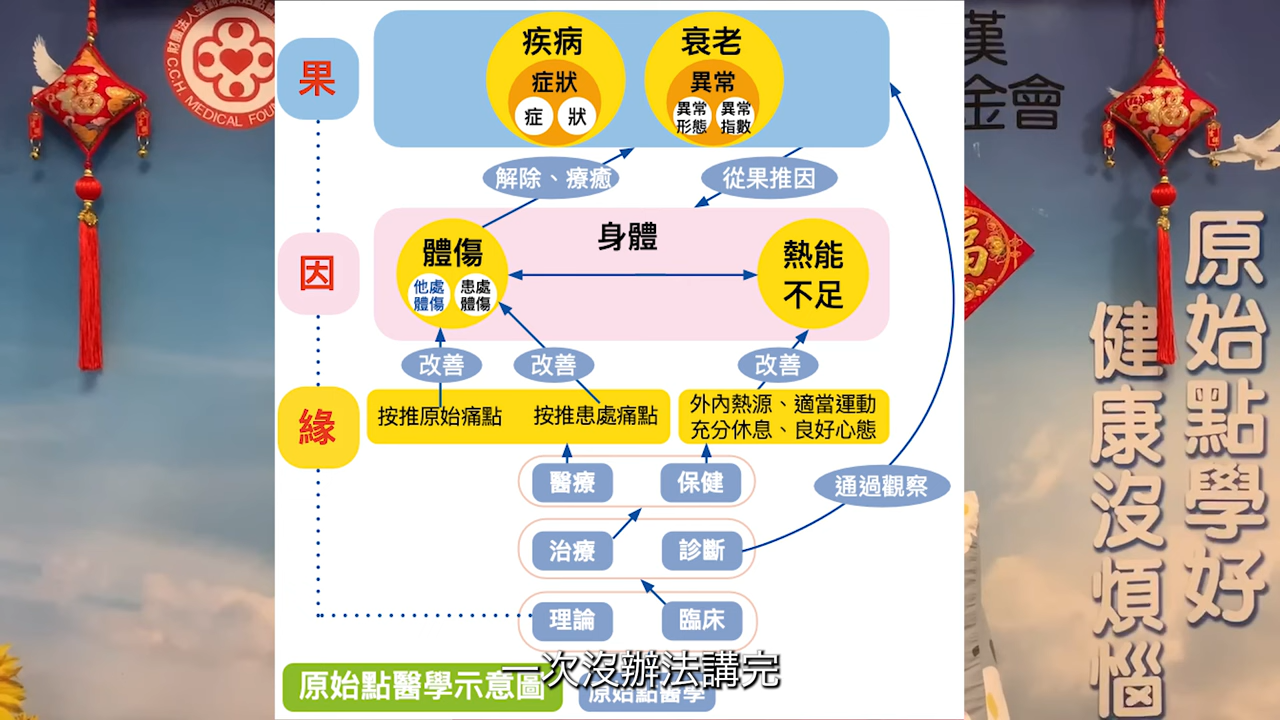 果
疾病
症狀
症
狀
衰老
異常
異常
形態
異常
指數
解除、療癒
從果推因
因
身體
體傷
他處
體傷
患處
體傷
熱能
不足
改善
改善
改善
緣
按推原始痛點
按推患處痛點
外內熱源、適當運動
充分休息、良好心態
醫療
保健
通過觀察
治療
診斷
理論
臨床
原始點醫學示意圖
原始點醫學
一次沒辦法講完
C.C.H. MEDICAL FOU
漢
金會
福
原始點學好
健康沒煩惱